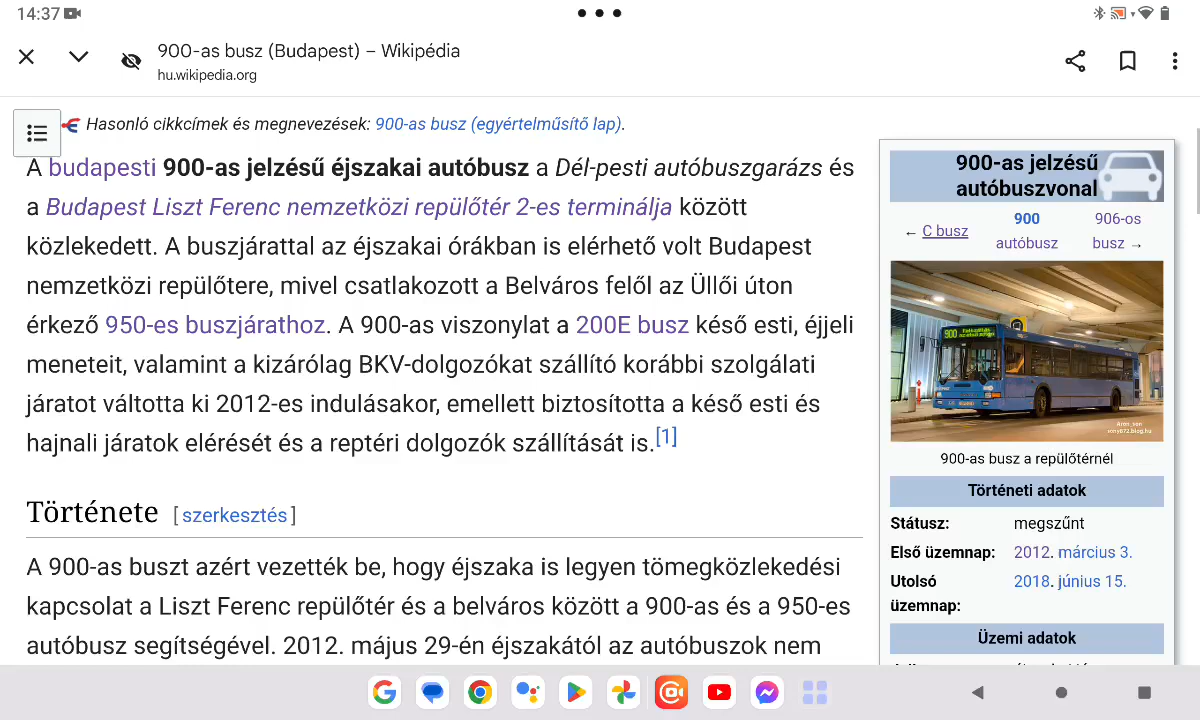 14:37
900-as busz (Budapest) – Wikipédia
hu.wikipedia.org
Hasonló cikkcímek és megnevezések: 900-as busz (egyértelműsítő lap).
A budapesti 900-as jelzésű éjszakai autóbusz a Dél-pesti autóbuszgarázs és
a Budapest Liszt Ferenc nemzetközi repülőtér 2-es terminálja között
közlekedett. A buszjárattal az éjszakai órákban is elérhető volt Budapest
nemzetközi repülőtere, mivel csatlakozott a Belváros felől az Üllői úton
érkező 950-es buszjárathoz. A 900-as viszonylat a 200E busz késő esti, éjjeli
meneteit, valamint a kizárólag BKV-dolgozókat szállító korábbi szolgálati
járatot váltotta ki 2012-es indulásakor, emellett biztosította a késő esti és
hajnali járatok elérését és a reptéri dolgozók szállítását is.[1]
Története [szerkesztés]
A 900-as buszt azért vezették be, hogy éjszaka is legyen tömegközlekedési
kapcsolat a Liszt Ferenc repülőtér és a belváros között a 900-as és a 950-es
autóbusz segítségével. 2012. május 29-én éjszakától az autóbuszok nem
900-as jelzésű
autóbuszvonal
← C busz
900
autóbusz
906-os
busz →
900
900-as busz a repülőtérnél
Történeti adatok
Státusz: megszűnt
Első üzemnap: 2012. március 3.
Utolsó 2018. június 15.
üzemnap:
Üzemi adatok